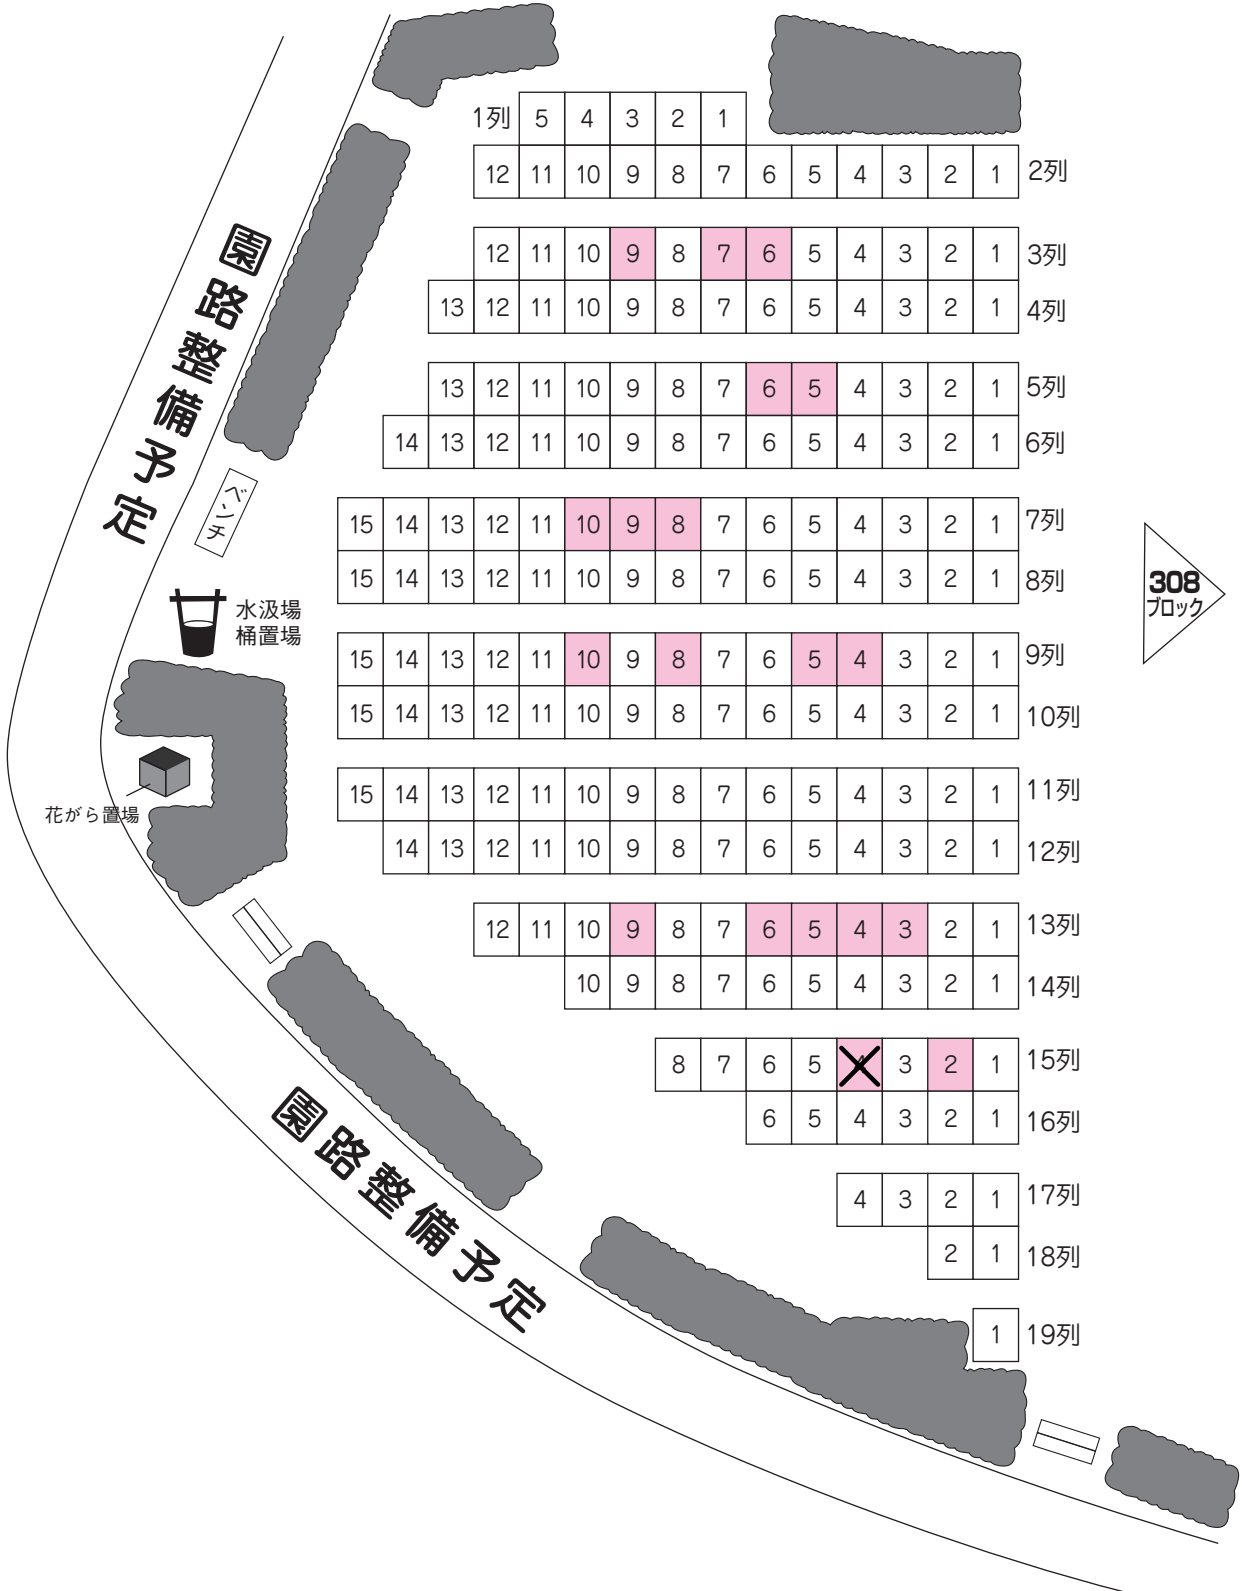 1列 5 4 3 2 1
12 11 10 9 8 7 6 5 4 3 2 1 2列
12 11 10 9 8 7 6 5 4 3 2 1 3列
13 12 11 10 9 8 7 6 5 4 3 2 1 4列
13 12 11 10 9 8 7 6 5 4 3 2 1 5列
14 13 12 11 10 9 8 7 6 5 4 3 2 1 6列
15 14 13 12 11 10 9 8 7 6 5 4 3 2 1 7列
15 14 13 12 11 10 9 8 7 6 5 4 3 2 1 8列
15 14 13 12 11 10 9 8 7 6 5 4 3 2 1 9列
15 14 13 12 11 10 9 8 7 6 5 4 3 2 1 10列
15 14 13 12 11 10 9 8 7 6 5 4 3 2 1 11列
14 13 12 11 10 9 8 7 6 5 4 3 2 1 12列
12 11 10 9 8 7 6 5 4 3 2 1 13列
10 9 8 7 6 5 4 3 2 1 14列
8 7 6 5 4 3 2 1 15列
6 5 4 3 2 1 16列
4 3 2 1 17列
2 1 18列
1 19列
園路整備予定
ベンチ
水汲場
桶置場
花がら置場
園路整備予定
308
ブロック